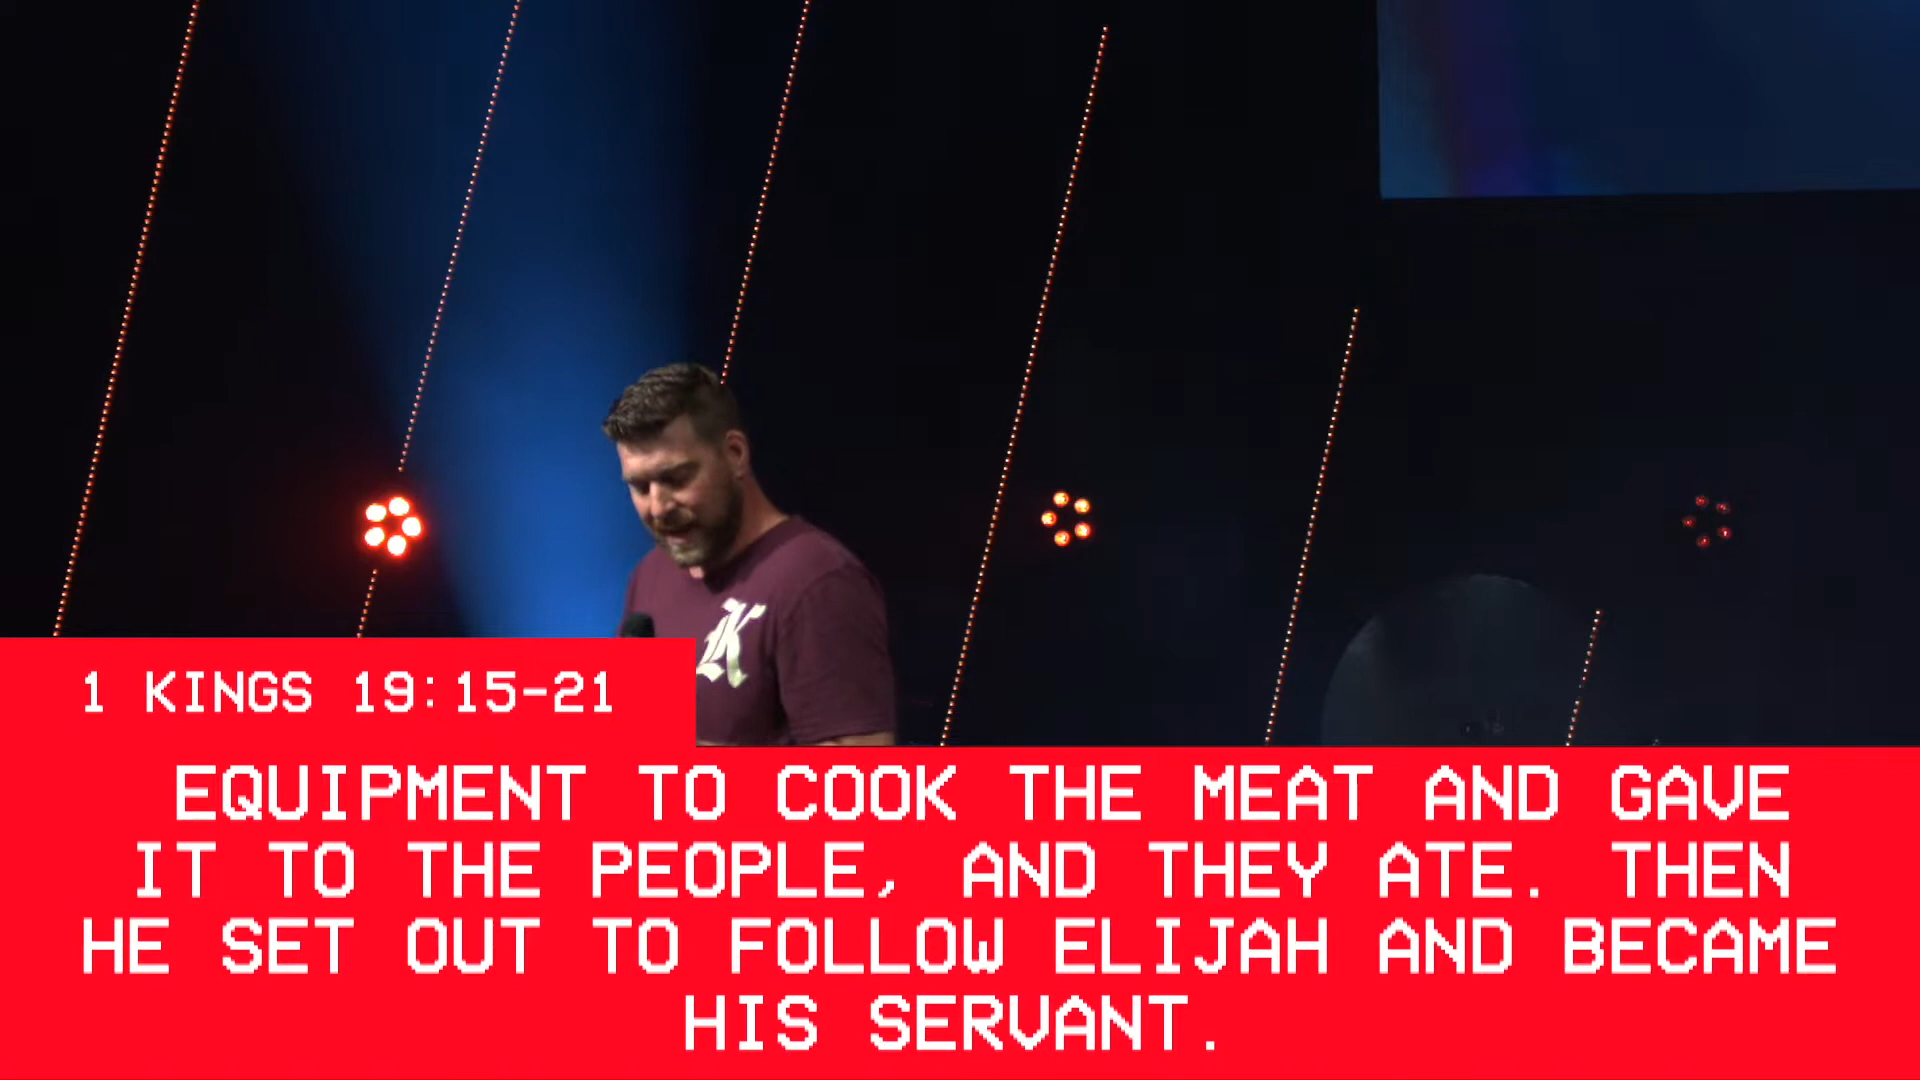 K
1 KINGS 19:15-21
EQUIPMENT TO COOK THE MEAT AND GAVE
IT TO THE PEOPLE, AND THEY ATE. THEN
HE SET OUT TO FOLLOW ELIJAH AND BECAME
HIS SERVANT.